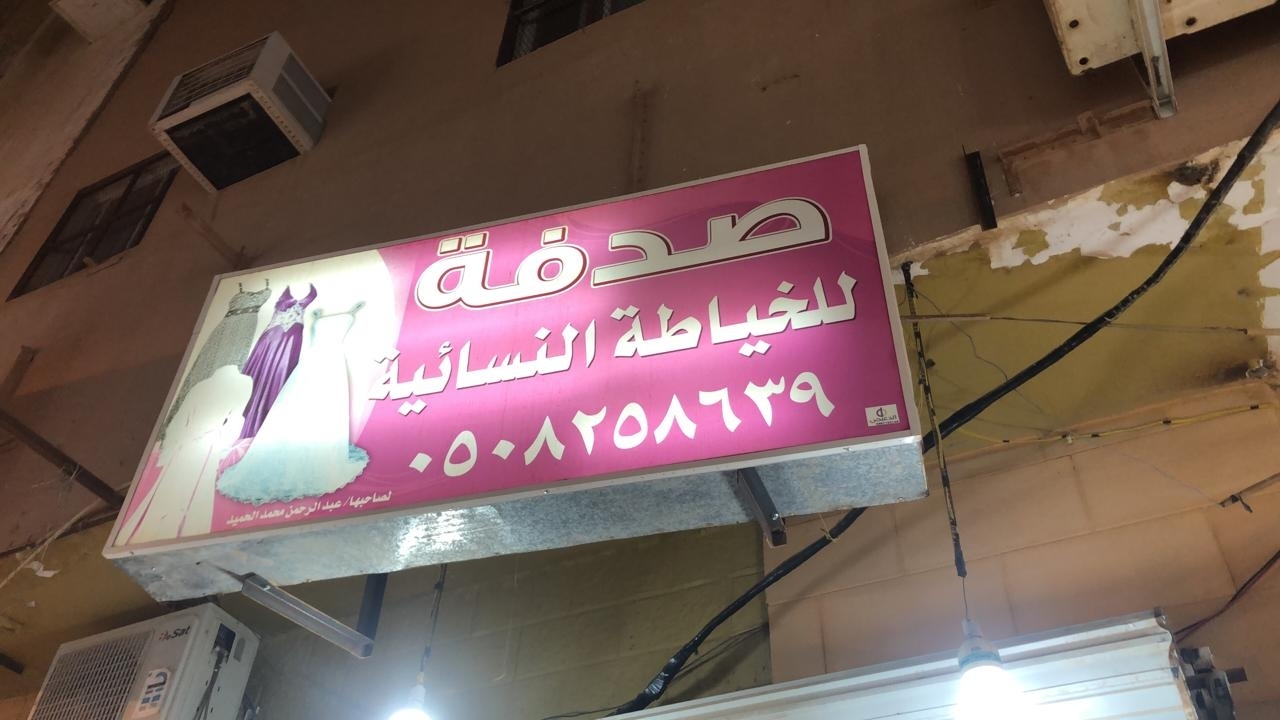 صدفة
للخياطة النسائية
٠٥٠٨٢٥٨٦٣٩
لصاحبها/ عبد الرحمن محمد الحميد